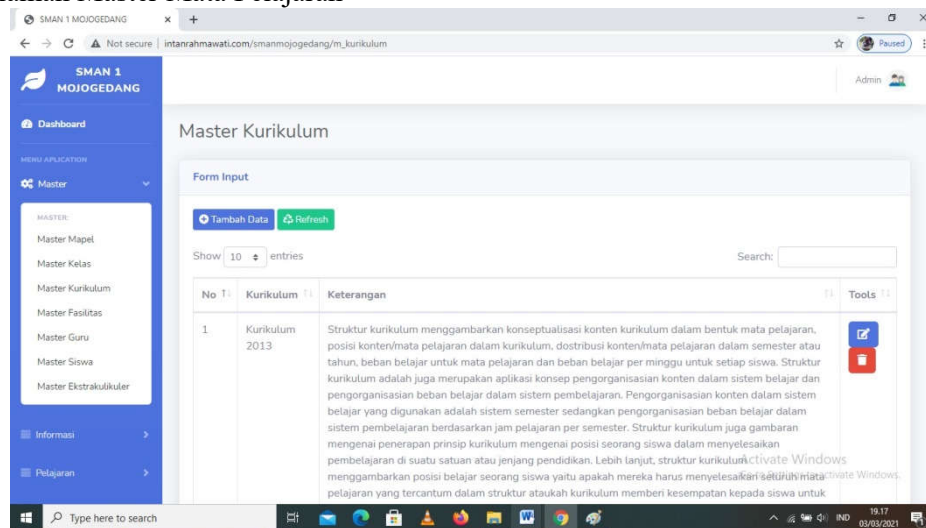 SMAN 1 MOJOGEDANG
Paused
Not secure | intanrahmawati.com/smanmojogedang/m_kurikulum
SMAN 1
MOJOGEDANG
Admin
Dashboard
MENU APLICATION
Master
MASTER:
Master Mapel
Master Kelas
Master Kurikulum
Master Fasilitas
Master Guru
Master Siswa
Master Ekstrakulikuler
Informasi
Pelajaran
Master Kurikulum
Form Input
Tambah Data Refresh
Show 10 entries Search:
No Kurikulum Keterangan Tools
1 Kurikulum 2013
Struktur kurikulum menggambarkan konseptualisasi konten kurikulum dalam bentuk mata pelajaran,
posisi konten/mata pelajaran dalam kurikulum, dostribusi konten/mata pelajaran dalam semester atau
tahun, beban belajar untuk mata pelajaran dan beban belajar per minggu untuk setiap siswa. Struktur
kurikulum adalah juga merupakan aplikasi konsep pengorganisasian konten dalam sistem belajar dan
pengorganisasian beban belajar dalam sistem pembelajaran. Pengorganisasian konten dalam sistem
belajar yang digunakan adalah sistem semester sedangkan pengorganisasian beban belajar dalam
sistem pembelajaran berdasarkan jam pelajaran per semester. Struktur kurikulum juga gambaran
mengenai penerapan prinsip kurikulum mengenai posisi seorang siswa dalam menyelesaikan
pembelajaran di suatu satuan atau jenjang pendidikan. Lebih lanjut, struktur kurikulum
menggambarkan posisi belajar seorang siswa yaitu apakah mereka harus menyelesaikan seluruh mata
pelajaran yang tercantum dalam struktur ataukah kurikulum memberi kesempatan kepada siswa untuk
Activate Windows
Type here to search
IND
19.17
03/03/2021